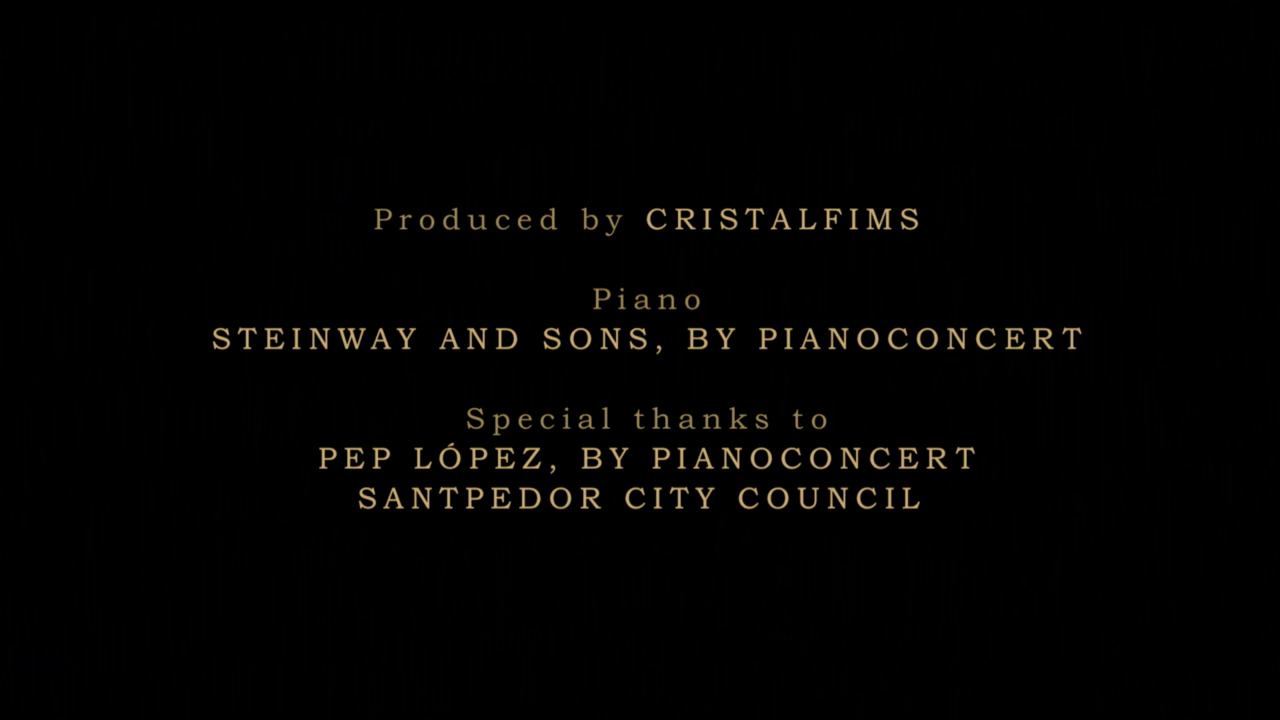 Produced by CRISTALFIMS
Piano
STEINWAY AND SONS, BY PIANOCONCERT
Special thanks to
PEP LÓPEZ, BY PIANOCONCERT
SANTPEDOR CITY COUNCIL